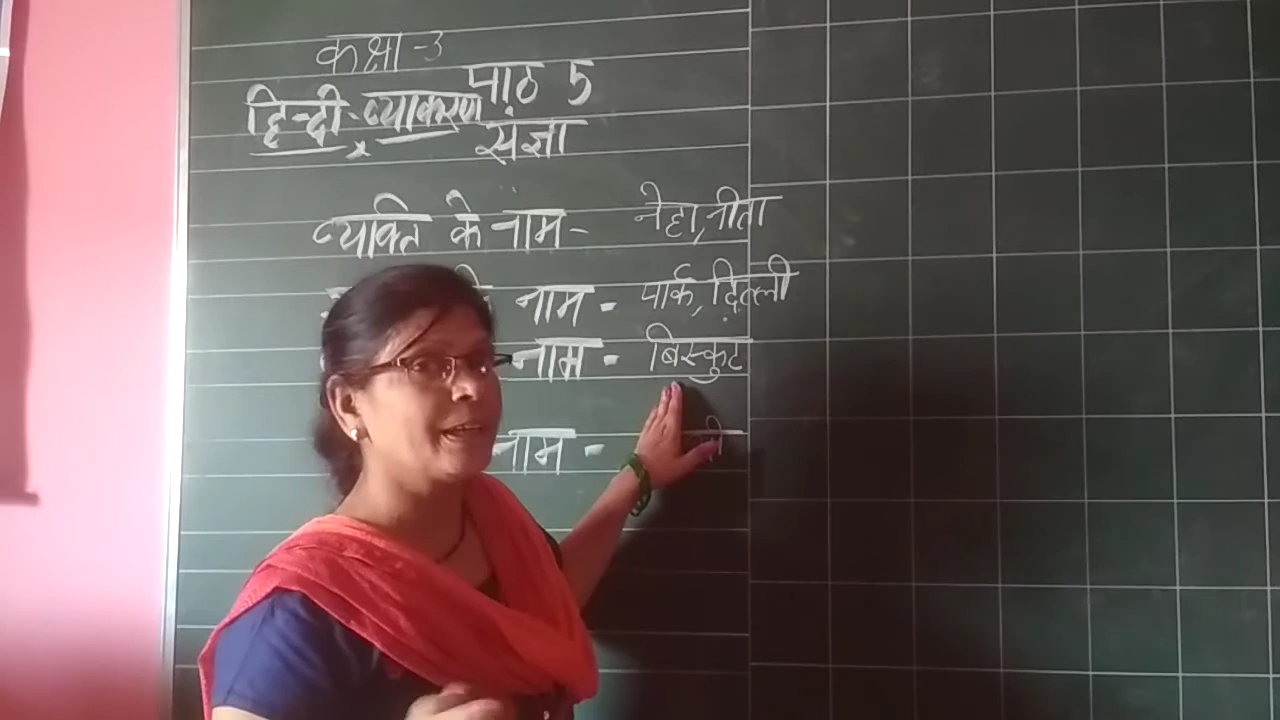 कक्षा -3
पाठ 5
हिन्दी-व्याकरण
संज्ञा
व्यक्ति के नाम- नेहा, नीता
नाम - पार्क, दिल्ली
नाम - बिस्कुट
नाम -